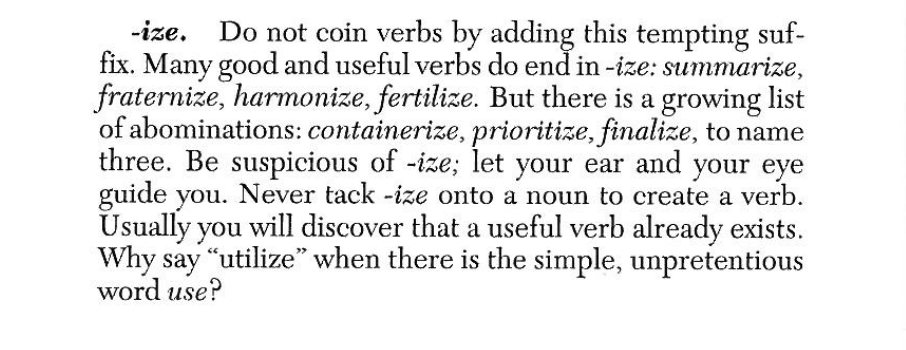 -ize. Do not coin verbs by adding this tempting suf-
fix. Many good and useful verbs do end in -ize: summarize,
fraternize, harmonize, fertilize. But there is a growing list
of abominations: containerize, prioritize, finalize, to name
three. Be suspicious of -ize; let your ear and your eye
guide you. Never tack -ize onto a noun to create a verb.
Usually you will discover that a useful verb already exists.
Why say “utilize” when there is the simple, unpretentious
word use?